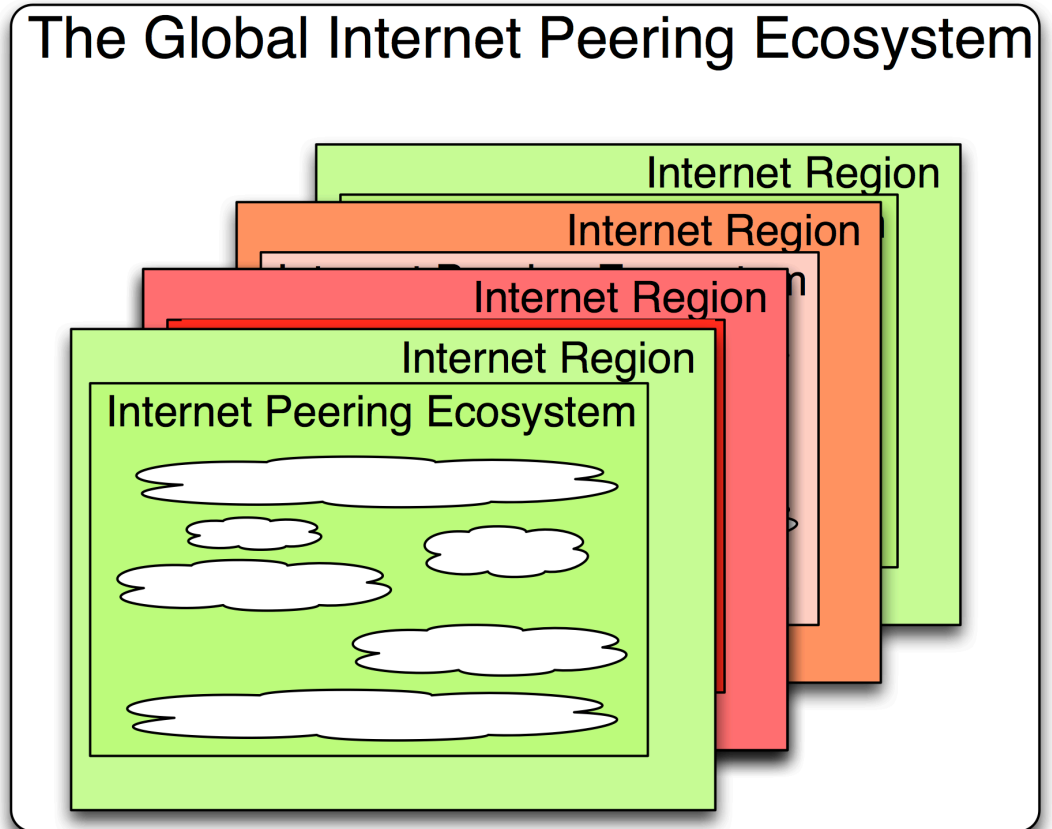 The Global Internet Peering Ecosystem
Internet Region
Internet Region
Internet Region
Internet Region
Internet Peering Ecosystem